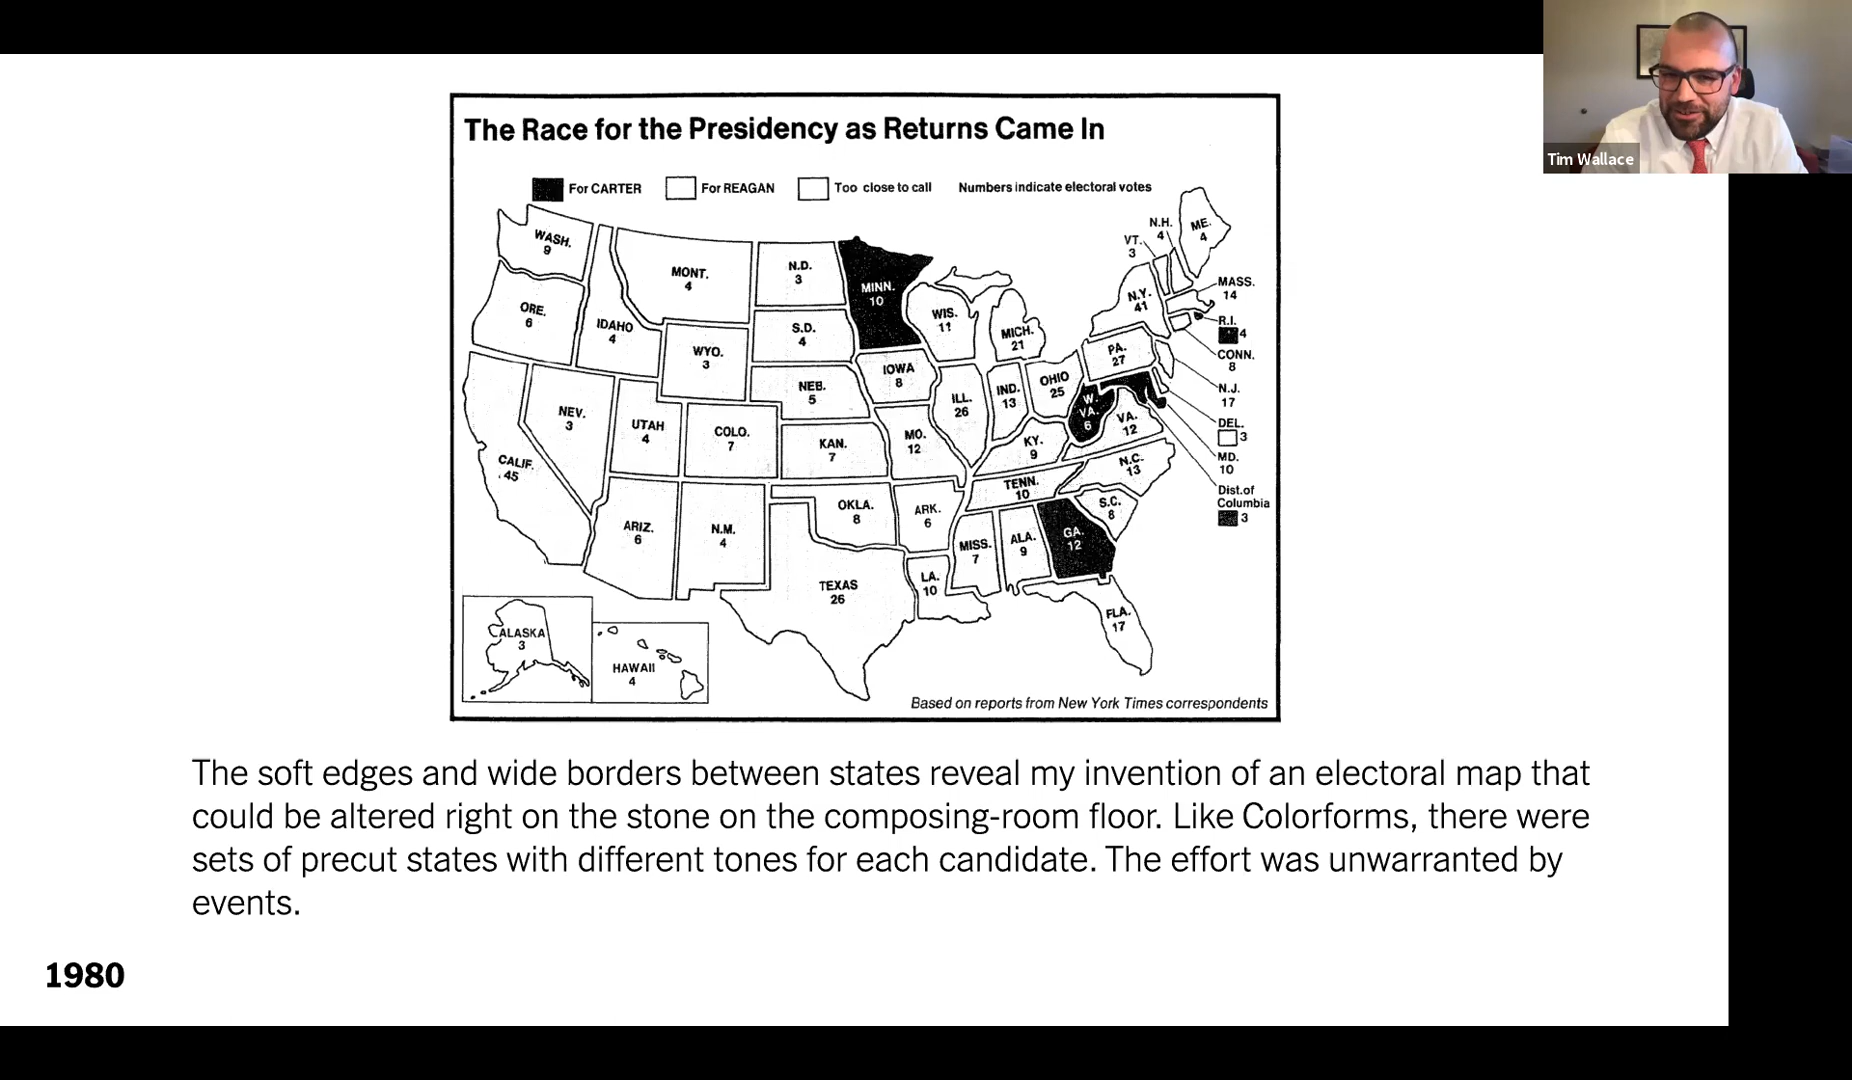 Tim Wallace
The Race for the Presidency as Returns Came In
For CARTER For REAGAN Too close to call Numbers indicate electoral votes
WASH.
9
ORE.
6
IDAHO
4
MONT.
4
WYO.
3
N.D.
3
S.D.
4
NEB.
5
KAN.
7
MINN.
10
IOWA
8
MO.
12
WIS.
11
MICH.
21
ILL.
26
IND.
13
OHIO
25
KY.
9
TENN.
10
W.
VA.
6
VA.
12
N.C.
13
S.C.
8
GA.
12
FLA.
17
ALA.
9
MISS.
7
LA.
10
ARK.
6
OKLA.
8
TEXAS
26
N.M.
4
ARIZ.
6
COLO.
7
UTAH
4
NEV.
3
CALIF.
45
ALASKA
3
HAWAII
4
PA.
27
N.Y.
41
VT.
3
N.H.
4
ME.
4
MASS.
14
R.I.
4
CONN.
8
N.J.
17
DEL.
3
MD.
10
Dist.of
Columbia
3
Based on reports from New York Times correspondents
The soft edges and wide borders between states reveal my invention of an electoral map that
could be altered right on the stone on the composing-room floor. Like Colorforms, there were
sets of precut states with different tones for each candidate. The effort was unwarranted by
events.
1980